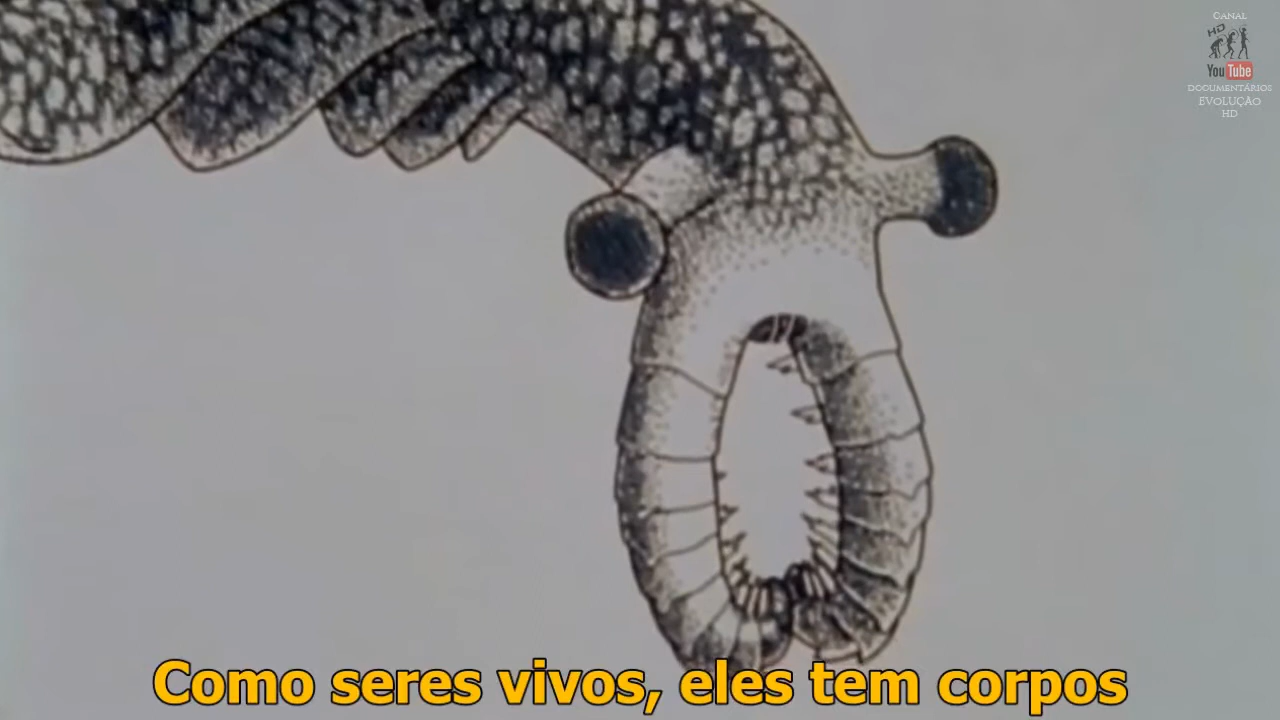 CANAL
HD
YouTube
DOCUMENTÁRIOS
EVOLUÇÃO
HD
Como seres vivos, eles tem corpos